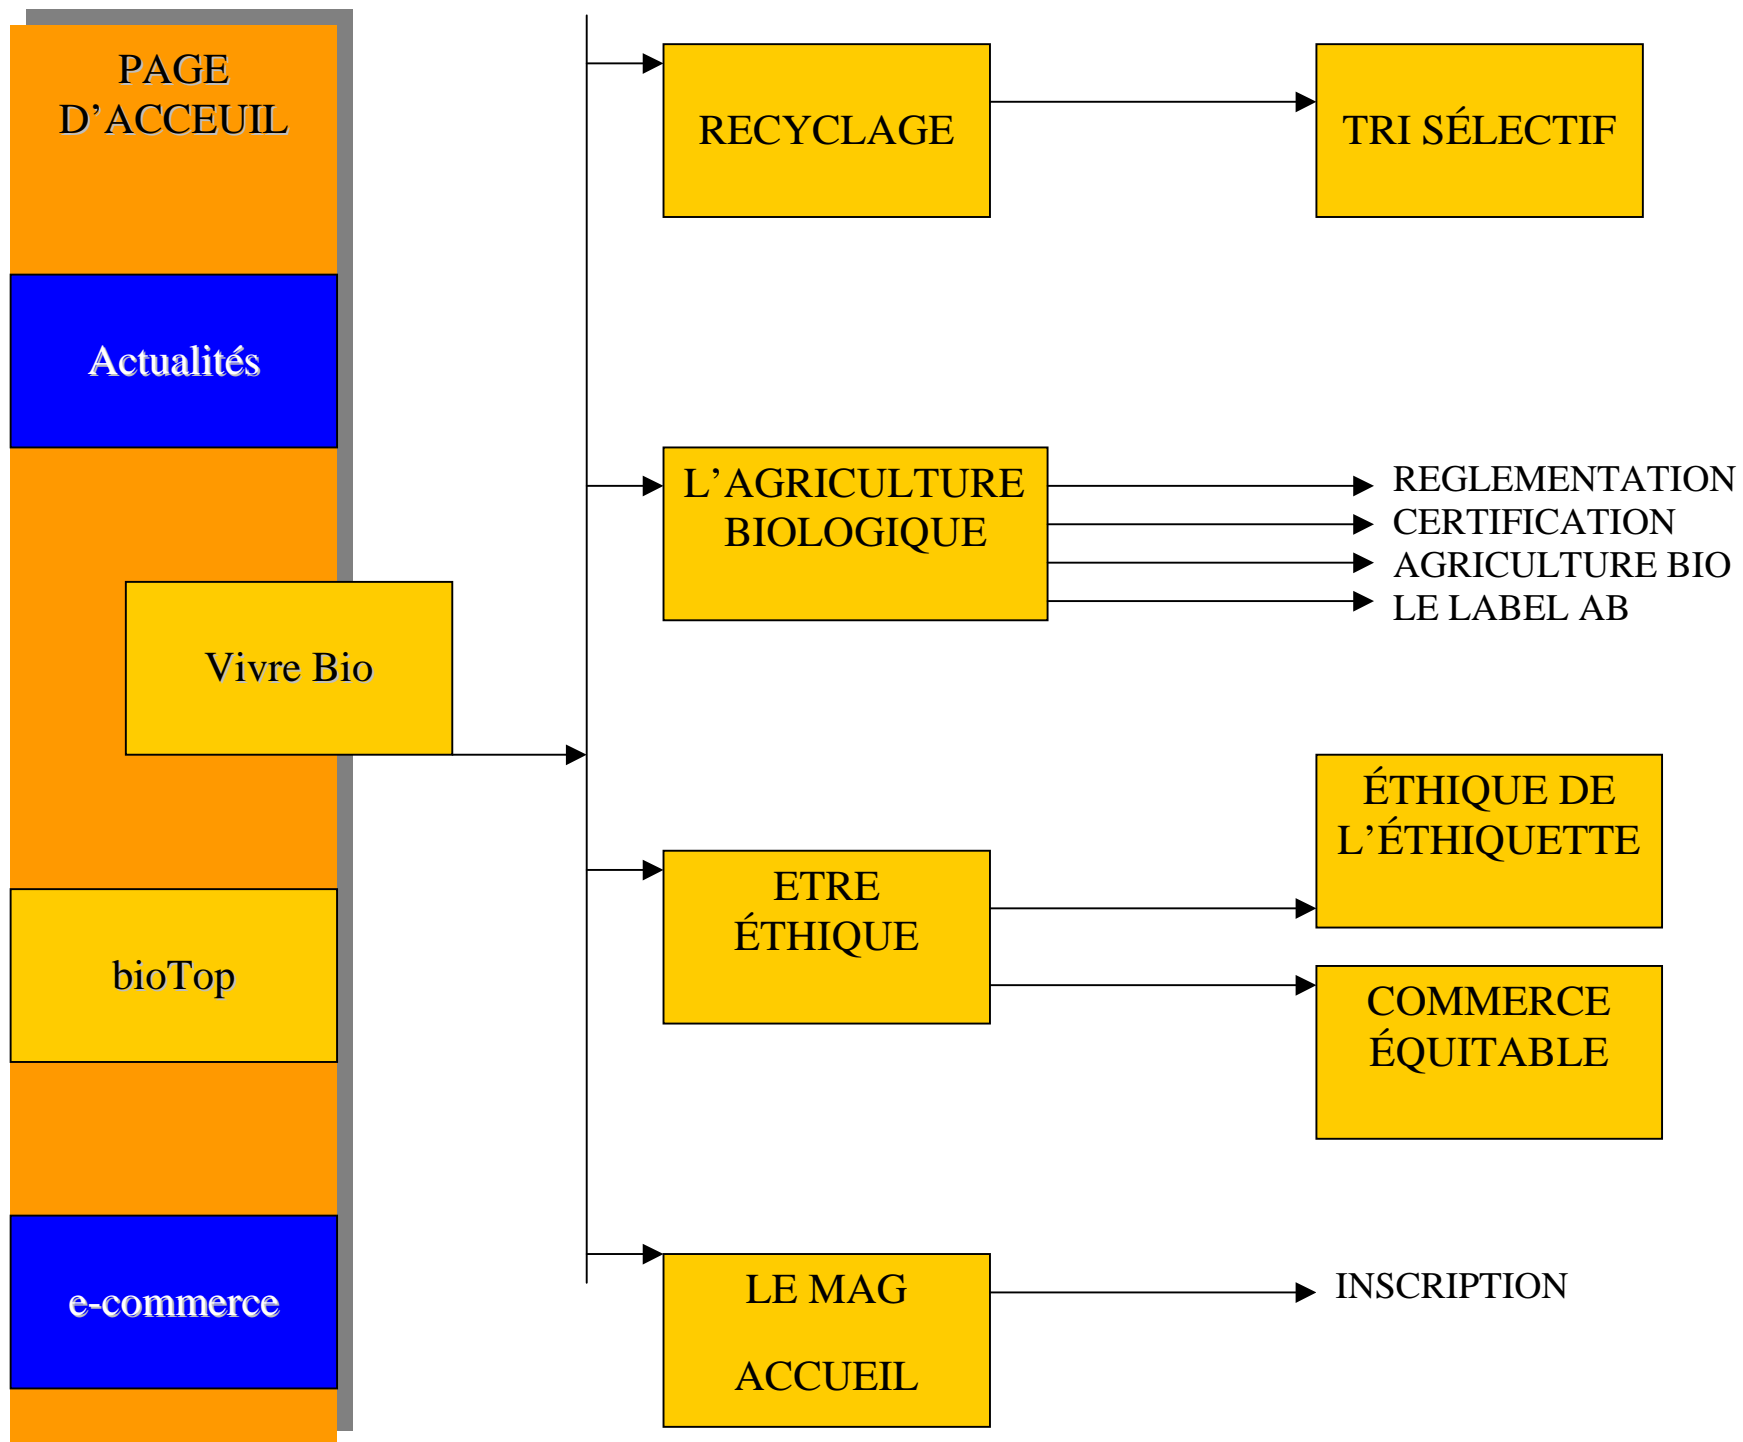 PAGE
D’ACCEUIL
Actualités
Vivre Bio
bioTop
e-commerce
RECYCLAGE
TRI SÉLECTIF
L’AGRICULTURE
BIOLOGIQUE
REGLEMENTATION
CERTIFICATION
AGRICULTURE BIO
LE LABEL AB
ETRE
ÉTHIQUE
ÉTHIQUE DE
L’ÉTHIQUETTE
COMMERCE
ÉQUITABLE
LE MAG
ACCUEIL
INSCRIPTION